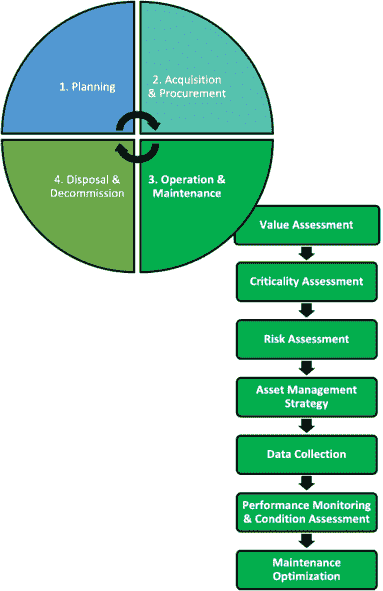 1. Planning
2. Acquisition
& Procurement
4. Disposal &
Decommission
3. Operation &
Maintenance
Value Assessment
Criticality Assessment
Risk Assessment
Asset Management
Strategy
Data Collection
Performance Monitoring
& Condition Assessment
Maintenance
Optimization